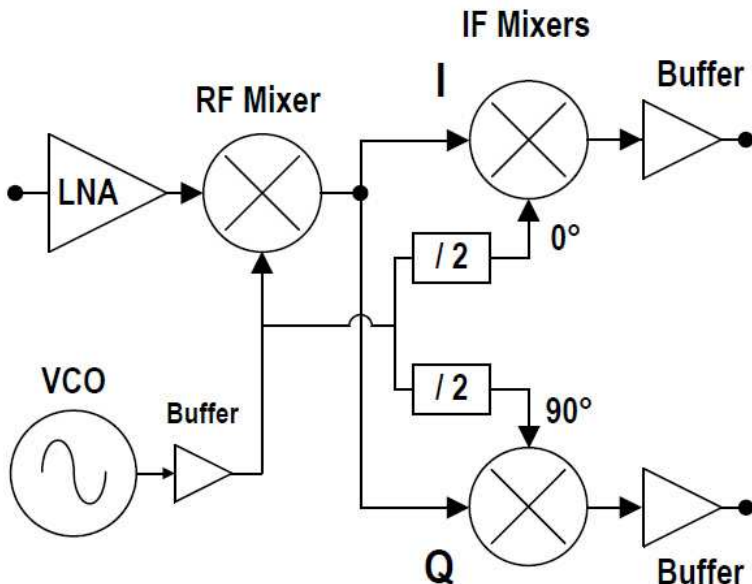 IF Mixers
I
Buffer
RF Mixer
LNA
/ 2
0°
VCO
Buffer
/ 2
90°
Q
Buffer